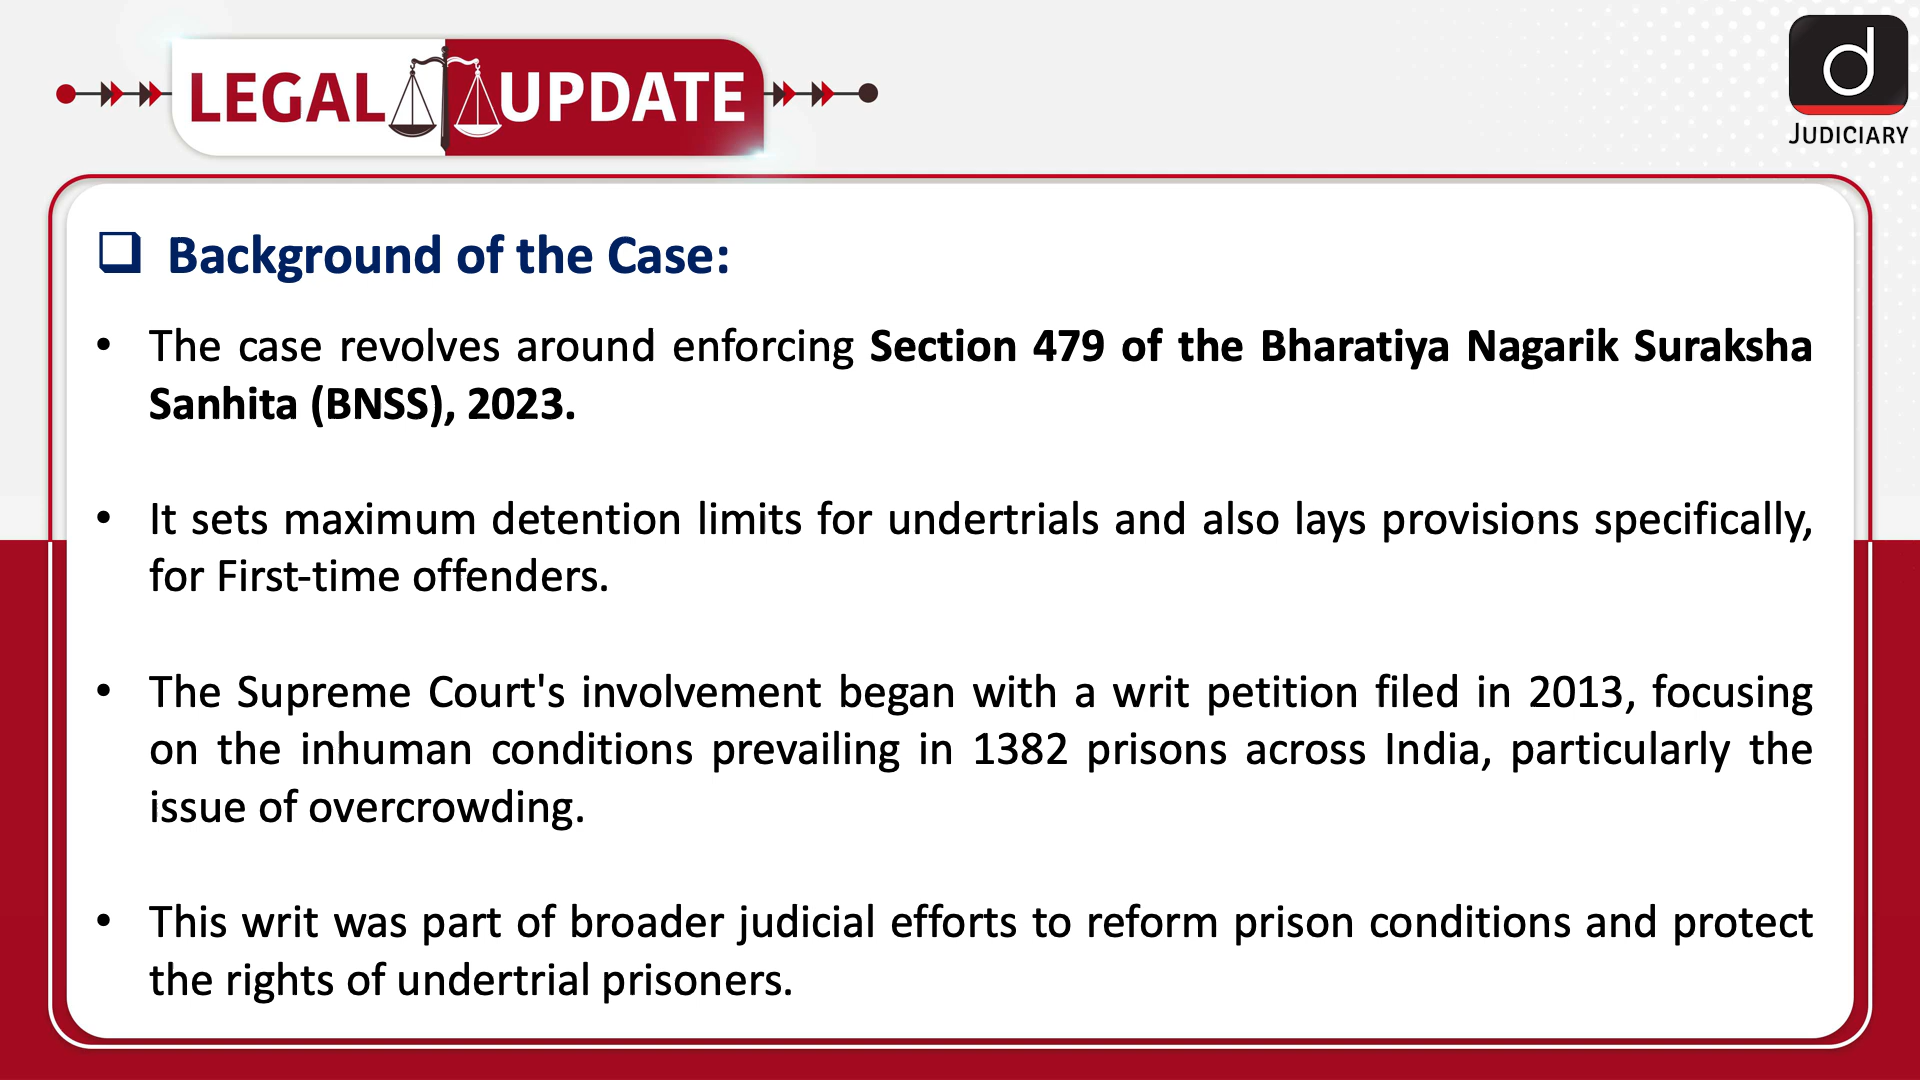 LEGAL UPDATE
d
JUDICIARY
❑ Background of the Case:
• The case revolves around enforcing Section 479 of the Bharatiya Nagarik Suraksha
Sanhita (BNSS), 2023.
• It sets maximum detention limits for undertrials and also lays provisions specifically,
for First-time offenders.
• The Supreme Court's involvement began with a writ petition filed in 2013, focusing
on the inhuman conditions prevailing in 1382 prisons across India, particularly the
issue of overcrowding.
• This writ was part of broader judicial efforts to reform prison conditions and protect
the rights of undertrial prisoners.